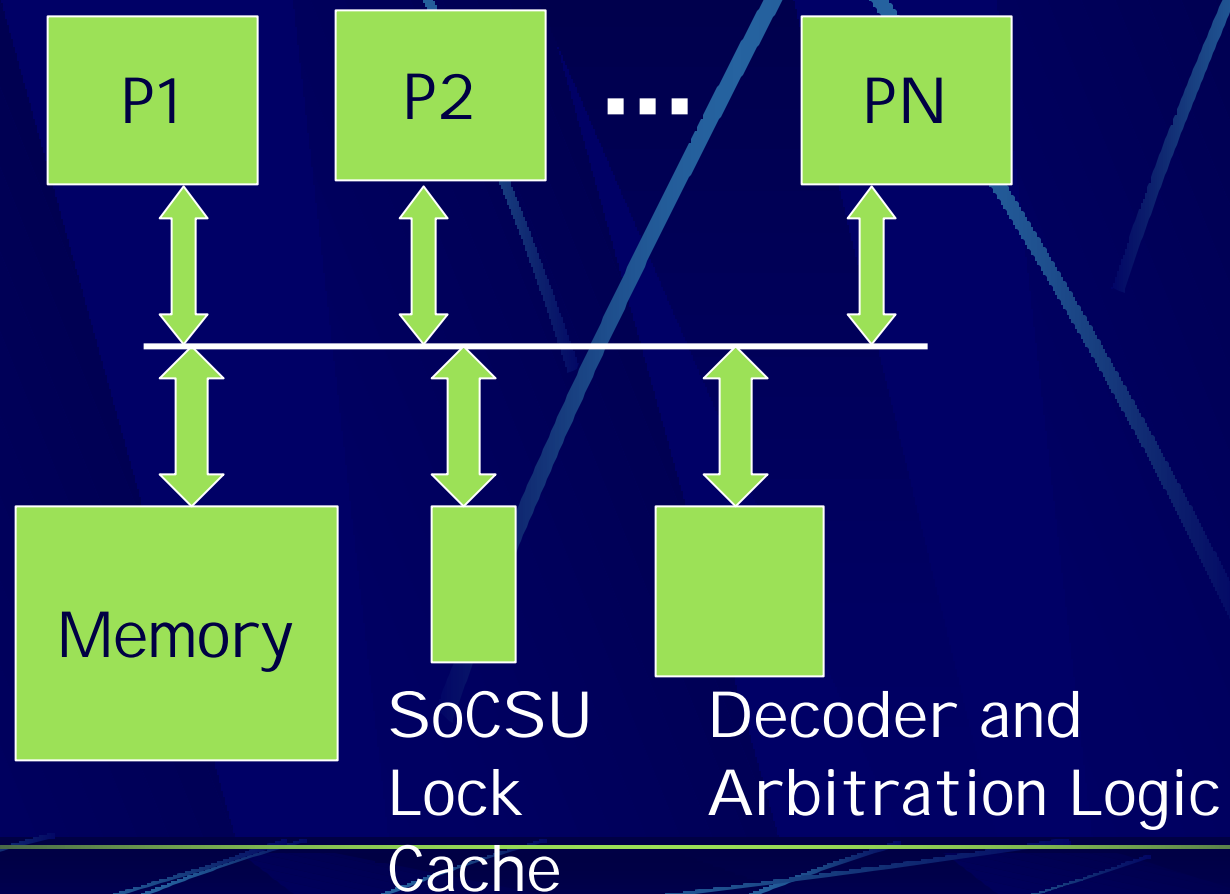 P1
P2
...
PN
Memory
SoCSU
Lock
Cache
Decoder and
Arbitration Logic